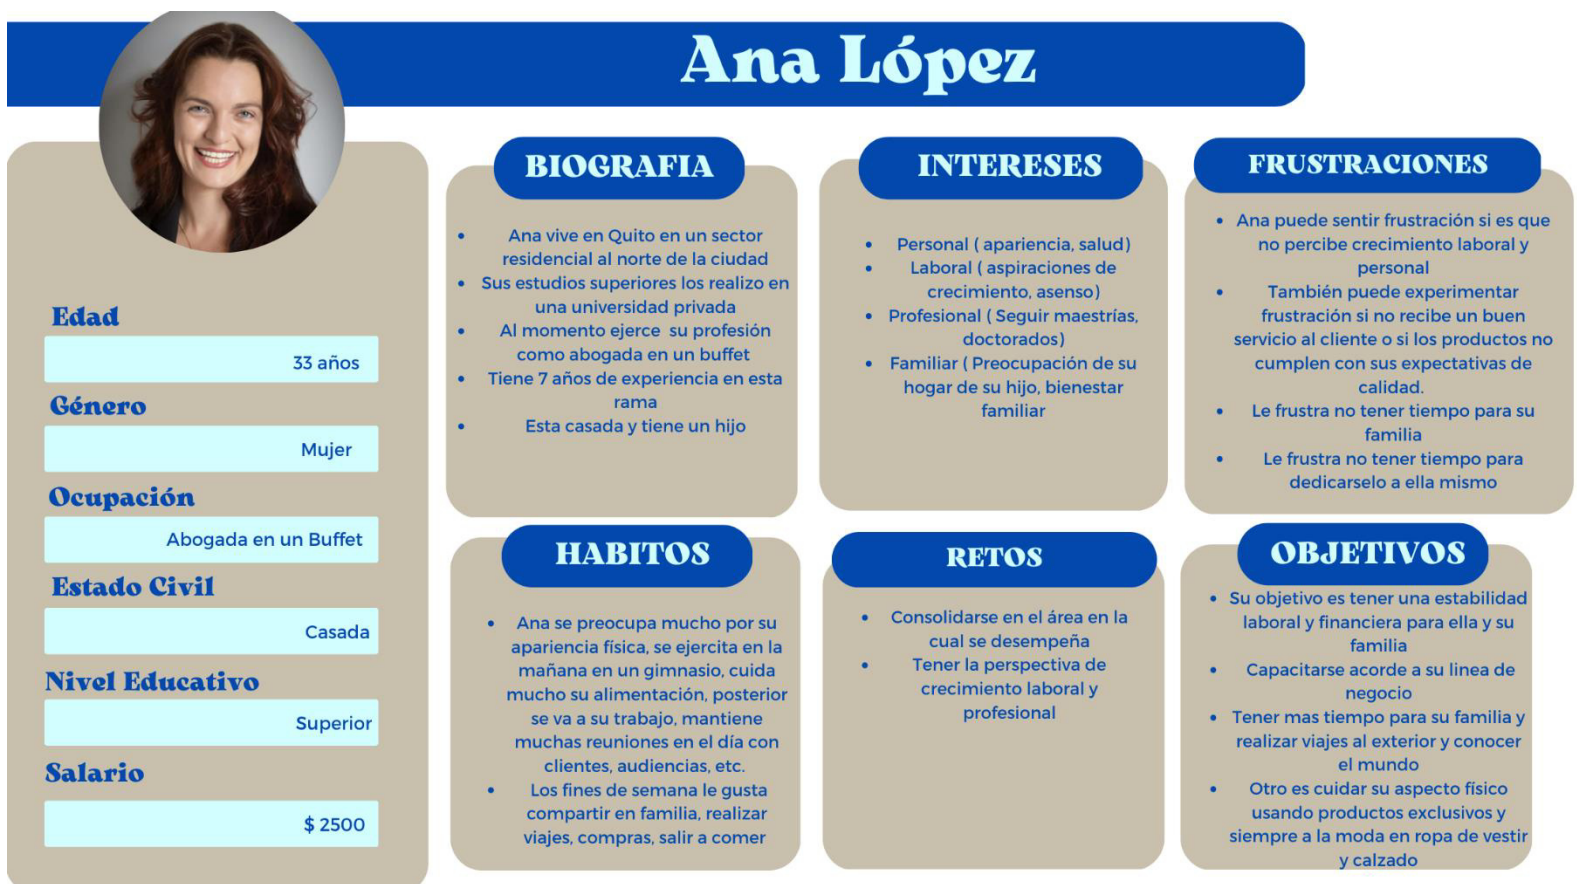 Ana López
Edad
33 años
Género
Mujer
Ocupación
Abogada en un Buffet
Estado Civil
Casada
Nivel Educativo
Superior
Salario
$ 2500
BIOGRAFIA
• Ana vive en Quito en un sector
residencial al norte de la ciudad
• Sus estudios superiores los realizo en
una universidad privada
• Al momento ejerce su profesión
como abogada en un buffet
• Tiene 7 años de experiencia en esta
rama
• Esta casada y tiene un hijo
INTERESES
• Personal ( apariencia, salud)
• Laboral ( aspiraciones de
crecimiento, asenso)
• Profesional ( Seguir maestrías,
doctorados)
• Familiar ( Preocupación de su
hogar de su hijo, bienestar
familiar
FRUSTRACIONES
• Ana puede sentir frustración si es que
no percibe crecimiento laboral y
personal
• También puede experimentar
frustración si no recibe un buen
servicio al cliente o si los productos no
cumplen con sus expectativas de
calidad.
• Le frustra no tener tiempo para su
familia
• Le frustra no tener tiempo para
dedicarselo a ella mismo
HABITOS
• Ana se preocupa mucho por su
apariencia física, se ejercita en la
mañana en un gimnasio, cuida
mucho su alimentación, posterior
se va a su trabajo, mantiene
muchas reuniones en el día con
clientes, audiencias, etc.
• Los fines de semana le gusta
compartir en familia, realizar
viajes, compras, salir a comer
RETOS
• Consolidarse en el área en la
cual se desempeña
• Tener la perspectiva de
crecimiento laboral y
profesional
OBJETIVOS
• Su objetivo es tener una estabilidad
laboral y financiera para ella y su
familia
• Capacitarse acorde a su linea de
negocio
• Tener mas tiempo para su familia y
realizar viajes al exterior y conocer
el mundo
• Otro es cuidar su aspecto físico
usando productos exclusivos y
siempre a la moda en ropa de vestir
y calzado